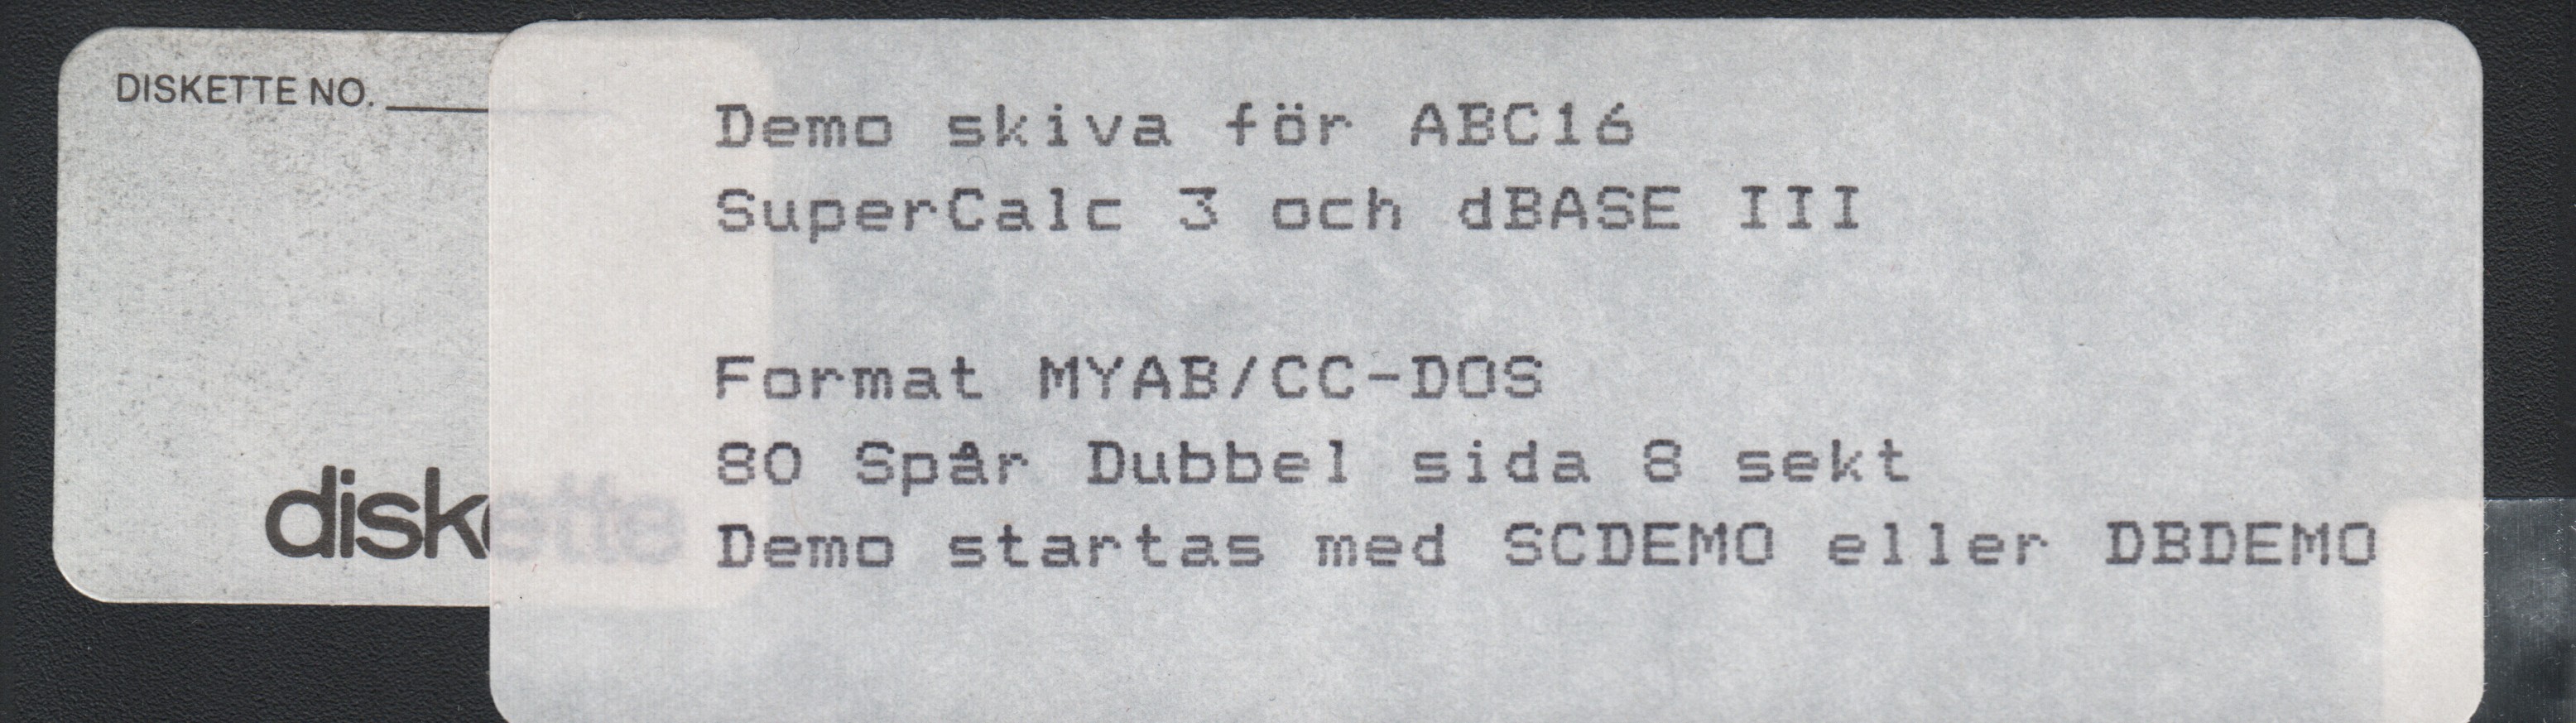 DISKETTE NO.
diskette
Demo skiva för ABC16
SuperCalc 3 och dBASE III
Format MYAB/CC-DOS
80 Spår Dubbel sida 8 sekt
Demo startas med SCDEMO eller DBDEMO